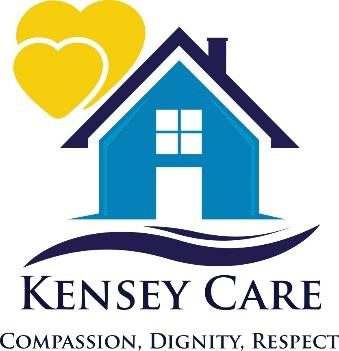 Kensey Care
Compassion, Dignity, Respect